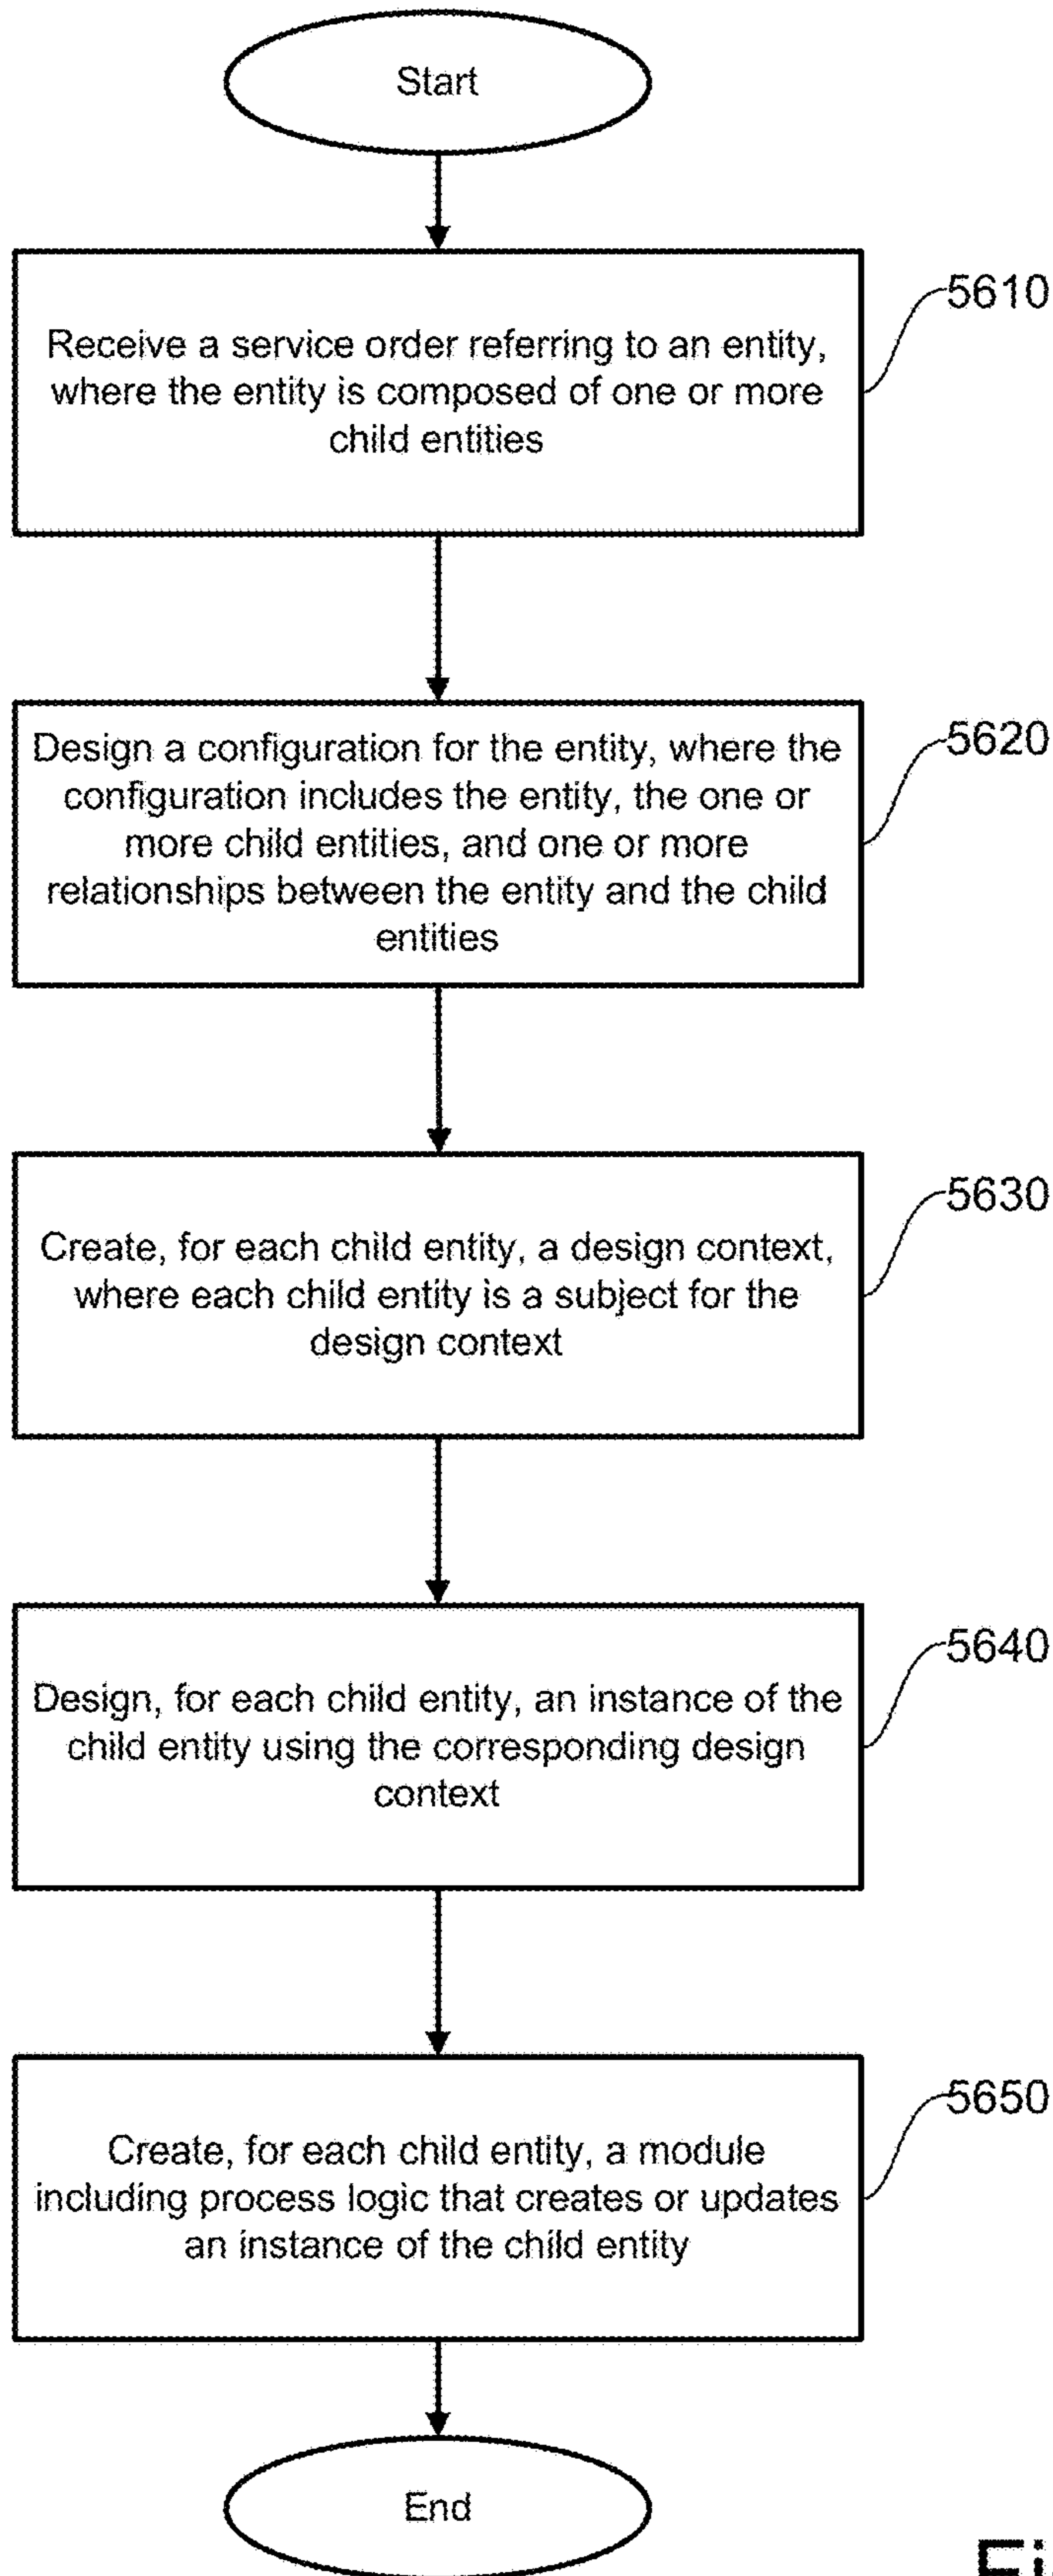 Start
Receive a service order referring to an entity,
where the entity is composed of one or more
child entities
5610
Design a configuration for the entity, where the
configuration includes the entity, the one or
more child entities, and one or more
relationships between the entity and the child
entities
5620
Create, for each child entity, a design context,
where each child entity is a subject for the
design context
5630
Design, for each child entity, an instance of the
child entity using the corresponding design
context
5640
Create, for each child entity, a module
including process logic that creates or updates
an instance of the child entity
5650
End